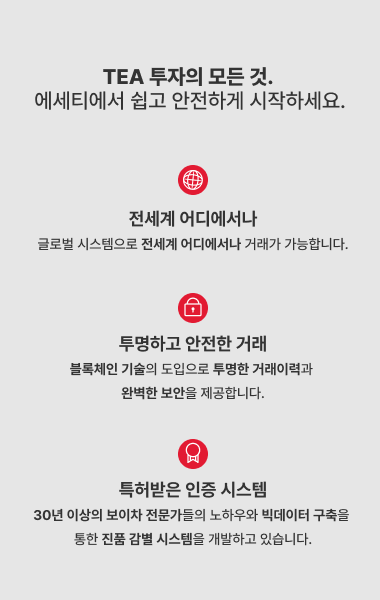 TEA 투자의 모든 것.
에세티에서 쉽고 안전하게 시작하세요.
전세계 어디에서나
글로벌 시스템으로 전세계 어디에서나 거래가 가능합니다.
투명하고 안전한 거래
블록체인 기술의 도입으로 투명한 거래이력과
완벽한 보안을 제공합니다.
특허받은 인증 시스템
30년 이상의 보이차 전문가들의 노하우와 빅데이터 구축을
통한 진품 감별 시스템을 개발하고 있습니다.